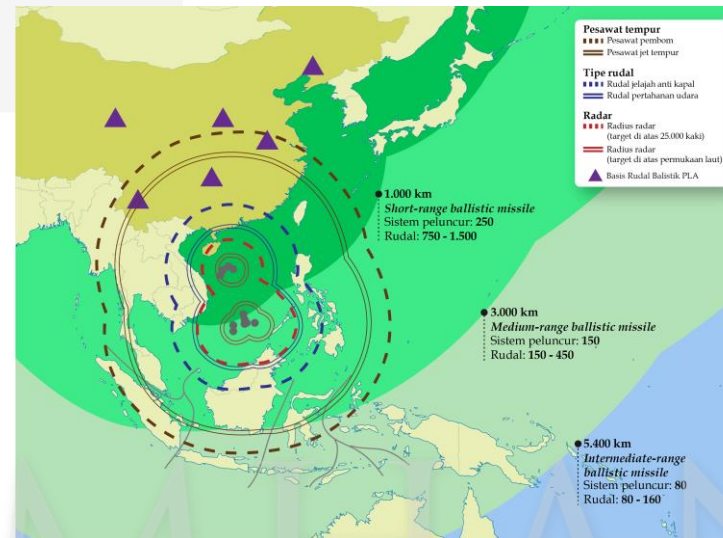 Pesawat tempur
Pesawat pembom
Pesawat jet tempur
Tipe rudal
Rudal jelajah anti kapal
Rudal pertahanan udara
Radar
Radius radar
(target di atas 25.000 kaki)
Radius radar
(target di atas permukaan laut)
Basis Rudal Balistik PLA
1.000 km
Short-range ballistic missile
Sistem peluncur: 250
Rudal: 750 - 1.500
3.000 km
Medium-range ballistic missile
Sistem peluncur: 150
Rudal: 150 - 450
5.400 km
Intermediate-range
ballistic missile
Sistem peluncur: 80
Rudal: 80 - 160